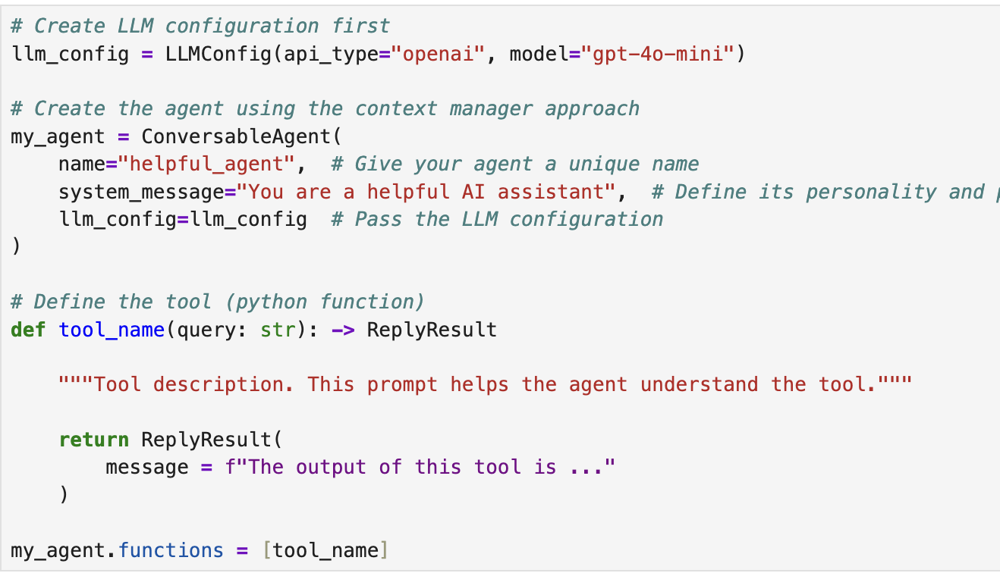 # Create LLM configuration first
llm_config = LLMConfig(api_type="openai", model="gpt-4o-mini")
# Create the agent using the context manager approach
my_agent = ConversableAgent(
    name="helpful_agent",  # Give your agent a unique name
    system_message="You are a helpful AI assistant",  # Define its personality and
    llm_config=llm_config  # Pass the LLM configuration
)
# Define the tool (python function)
def tool_name(query: str): -> ReplyResult
    """Tool description. This prompt helps the agent understand the tool."""
    return ReplyResult(
        message = f"The output of this tool is ..."
    )
my_agent.functions = [tool_name]